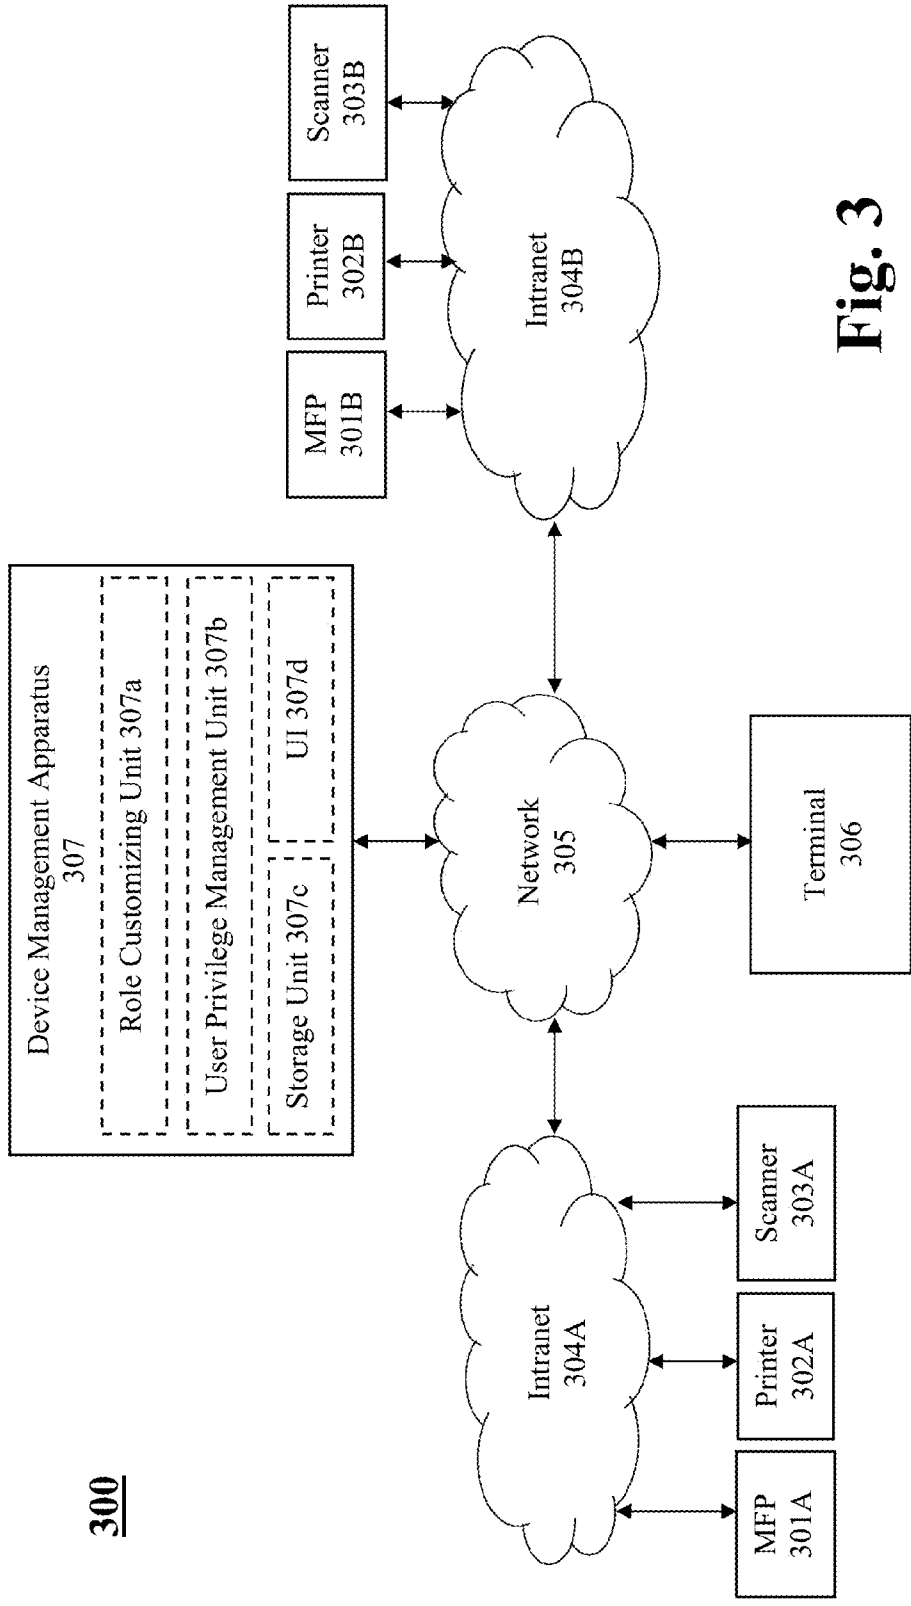 300
Device Management Apparatus
307
Role Customizing Unit 307a
User Privilege Management Unit 307b
Storage Unit 307c
UI 307d
MFP
301B
Printer
302B
Scanner
303B
Intranet
304A
Network
305
Intranet
304B
MFP
301A
Printer
302A
Scanner
303A
Terminal
306
Fig. 3